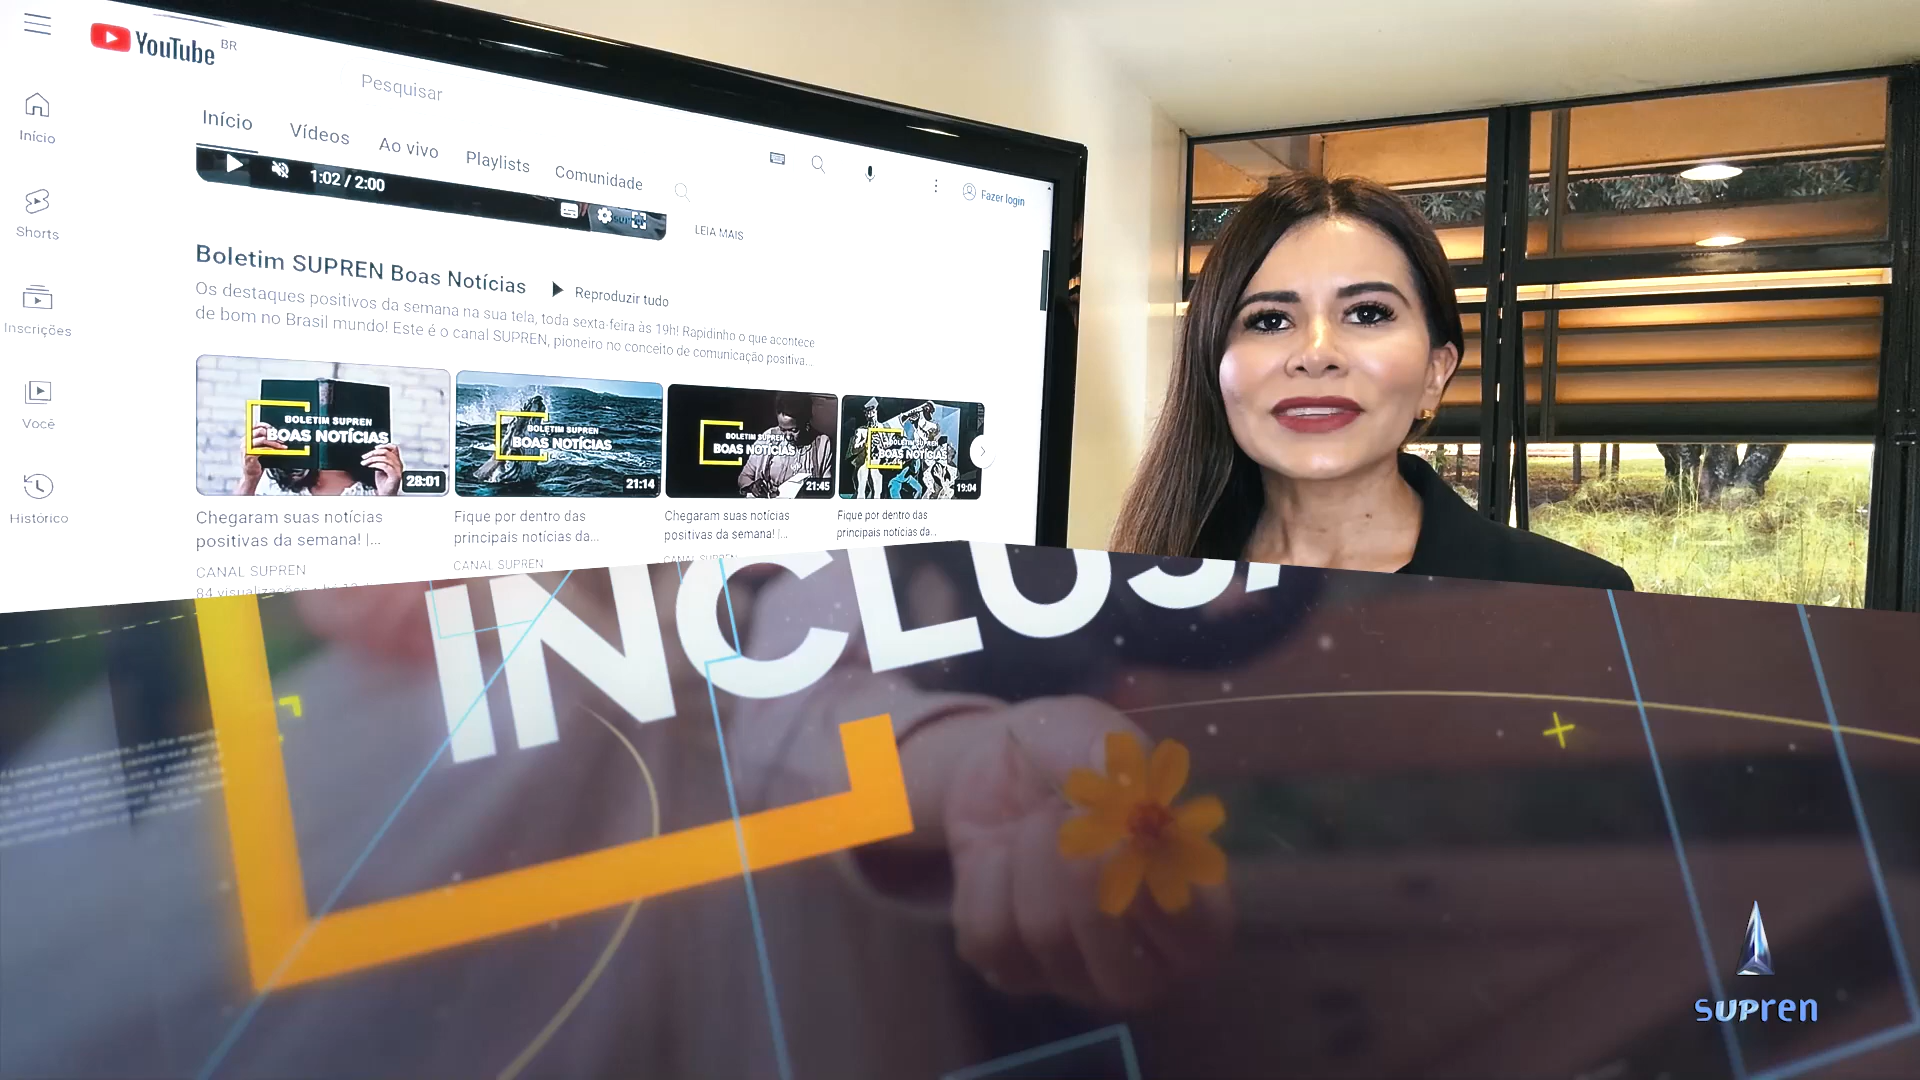 YouTube BR
Pesquisar
Início
Vídeos
Ao vivo
Playlists
Comunidade
Fazer login
1:02 / 2:00
LEIA MAIS
Início
Shorts
Inscrições
Você
Histórico
Boletim SUPREN Boas Notícias
Reproduzir tudo
Os destaques positivos da semana na sua tela, toda sexta-feira às 19h! Rapidinho o que acontece
de bom no Brasil mundo! Este é o canal SUPREN, pioneiro no conceito de comunicação positiva...
BOLETIM SUPREN
BOAS NOTÍCIAS
28:01
BOLETIM SUPREN
BOAS NOTÍCIAS
21:14
BOLETIM SUPREN
BOAS NOTÍCIAS
21:45
BOLETIM SUPREN
BOAS NOTÍCIAS
19:04
Chegaram suas notícias
positivas da semana! |...
Fique por dentro das
principais notícias da...
Chegaram suas notícias
positivas da semana! |...
Fique por dentro das
principais notícias da..
CANAL SUPREN
CANAL SUPREN
CANAL SUPREN
84
INCLUS
supren